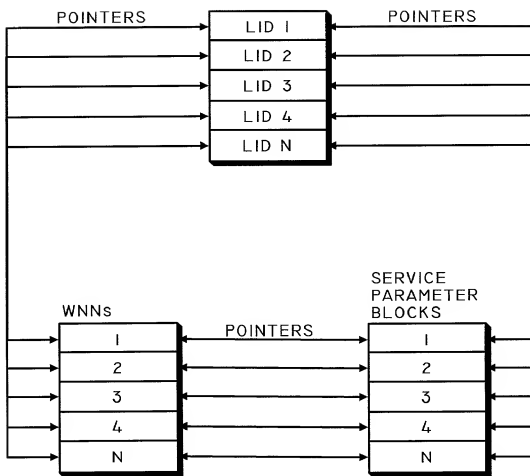 POINTERS
POINTERS
LID 1
LID 2
LID 3
LID 4
LID N
WNNs
1
2
3
4
N
POINTERS
SERVICE
PARAMETER
BLOCKS
1
2
3
4
N